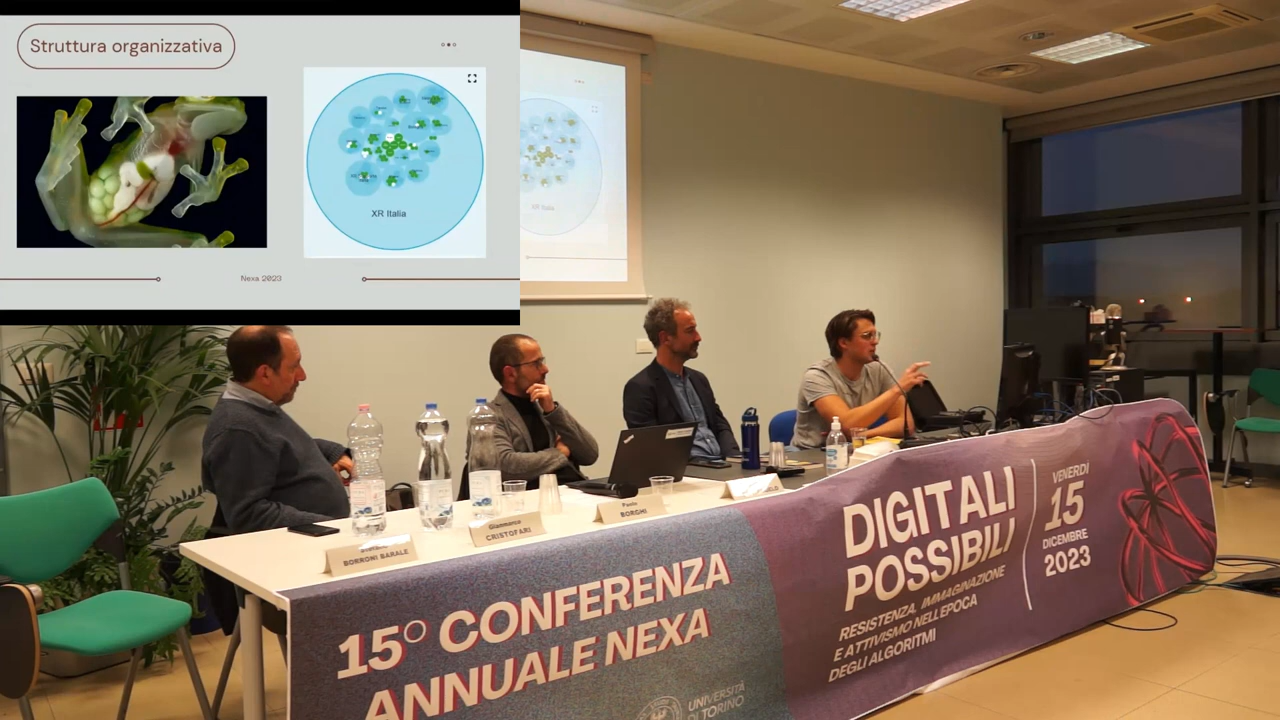 Struttura organizzativa
XR Italia
Nexa 2023
XR Italia
BORRONI BARALE
Gianmarco
CRISTOFARI
Paolo
BORGHI
15° CONFERENZA
ANNUALE NEXA
UNIVERSITÀ
DI TORINO
DIGITALI
POSSIBILI
RESISTENZA, IMMAGINAZIONE
E ATTIVISMO NELL'EPOCA
DEGLI ALGORITMI
VENERDÌ
15
DICEMBRE
2023